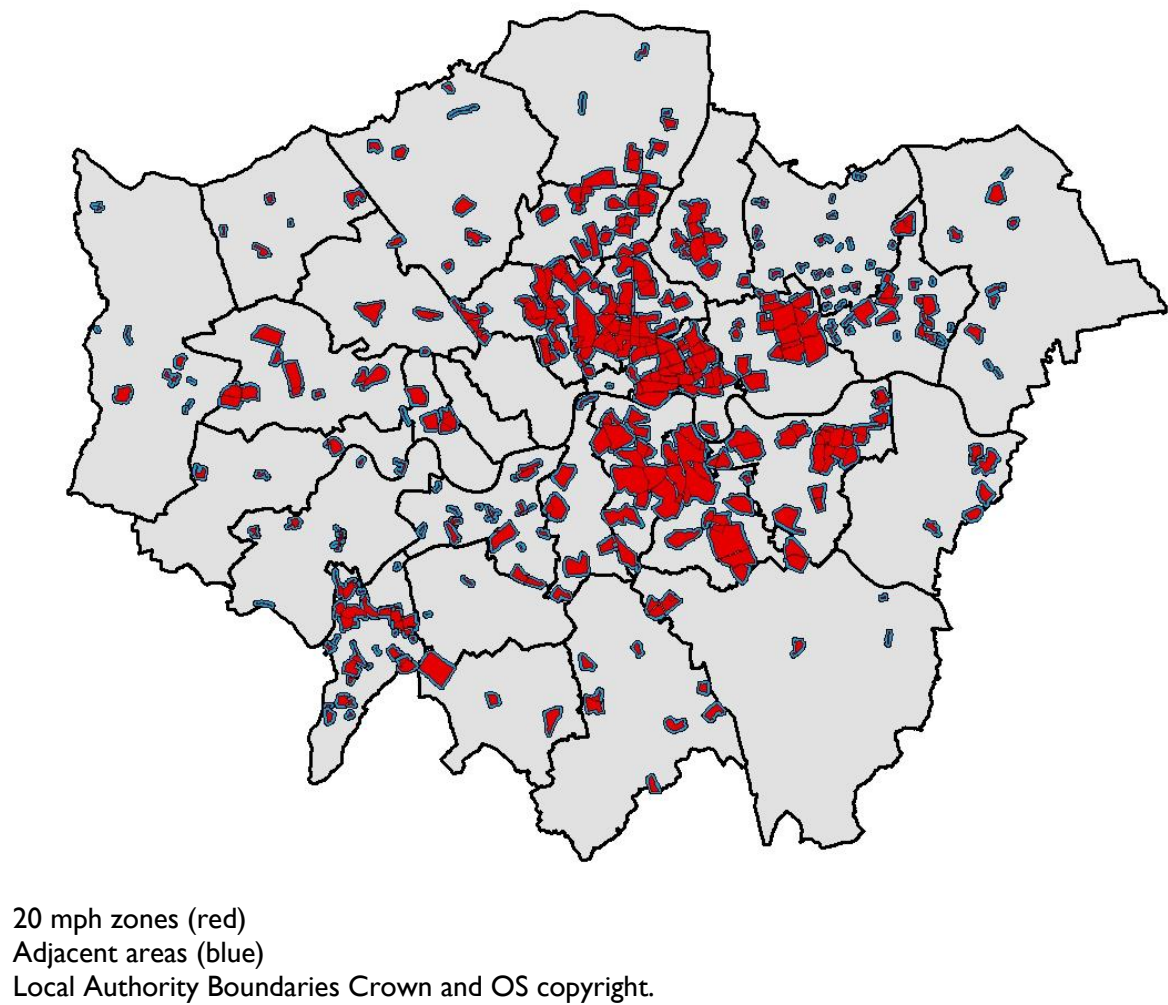 20 mph zones (red)
Adjacent areas (blue)
Local Authority Boundaries Crown and OS copyright.